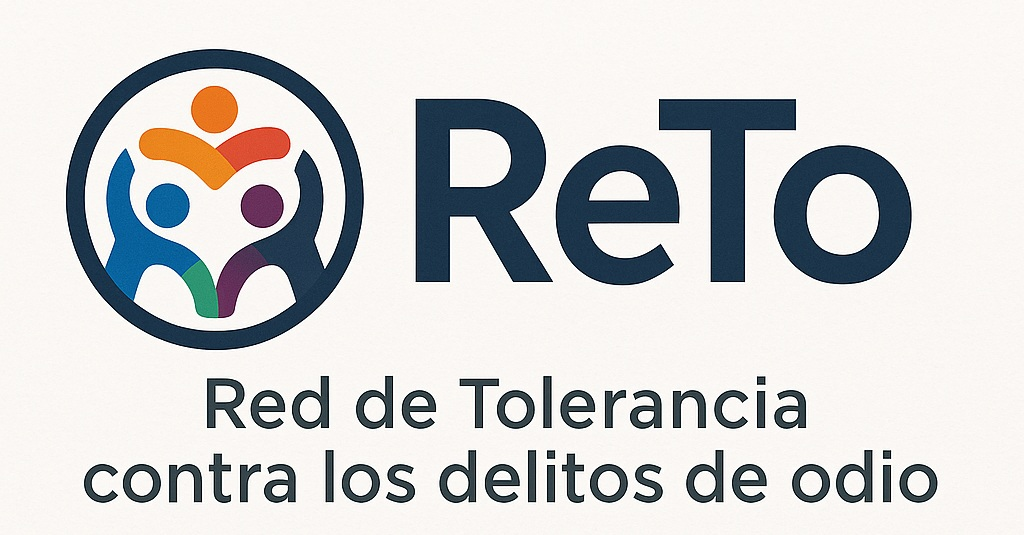 ReTo
Red de Tolerancia
contra los delitos de odio